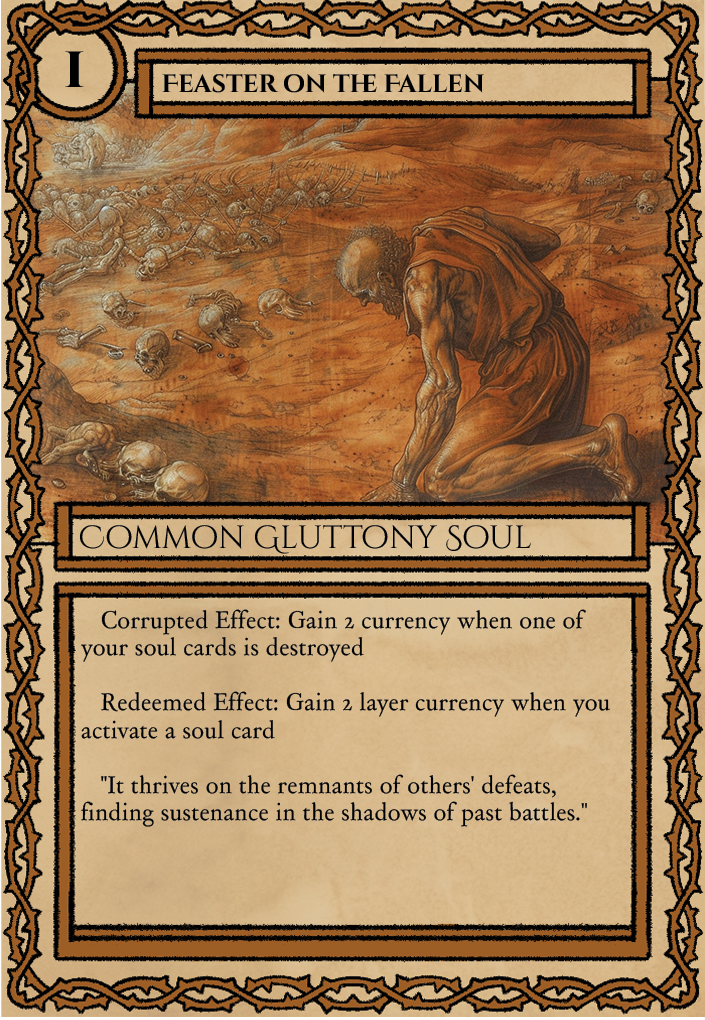 I
Feaster on the Fallen
Common Gluttony Soul
Corrupted Effect: Gain 2 currency when one of
your soul cards is destroyed
Redeemed Effect: Gain 2 layer currency when you
activate a soul card
"It thrives on the remnants of others' defeats,
finding sustenance in the shadows of past battles."